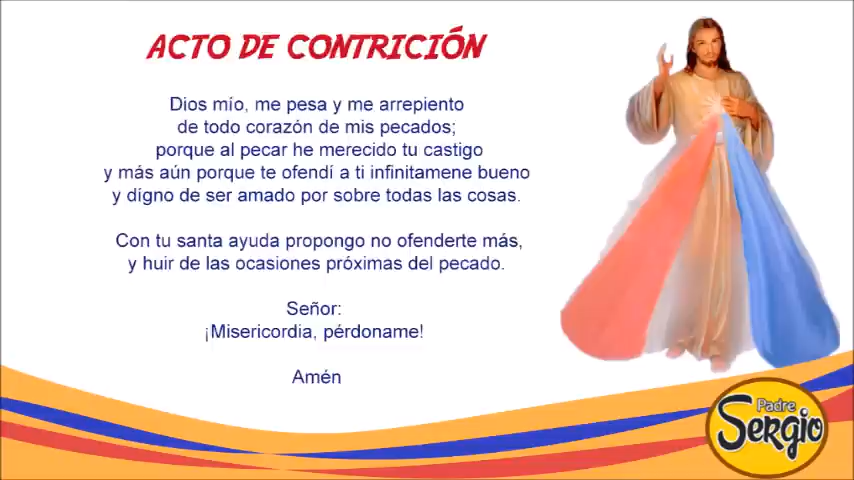 ACTO DE CONTRICIÓN
Dios mío, me pesa y me arrepiento
de todo corazón de mis pecados;
porque al pecar he merecido tu castigo
y más aún porque te ofendí a ti infinitamene bueno
y dígno de ser amado por sobre todas las cosas.
Con tu santa ayuda propongo no ofenderte más,
y huir de las ocasiones próximas del pecado.
Señor:
¡Misericordia, pérdoname!
Amén
Padre
Sergio